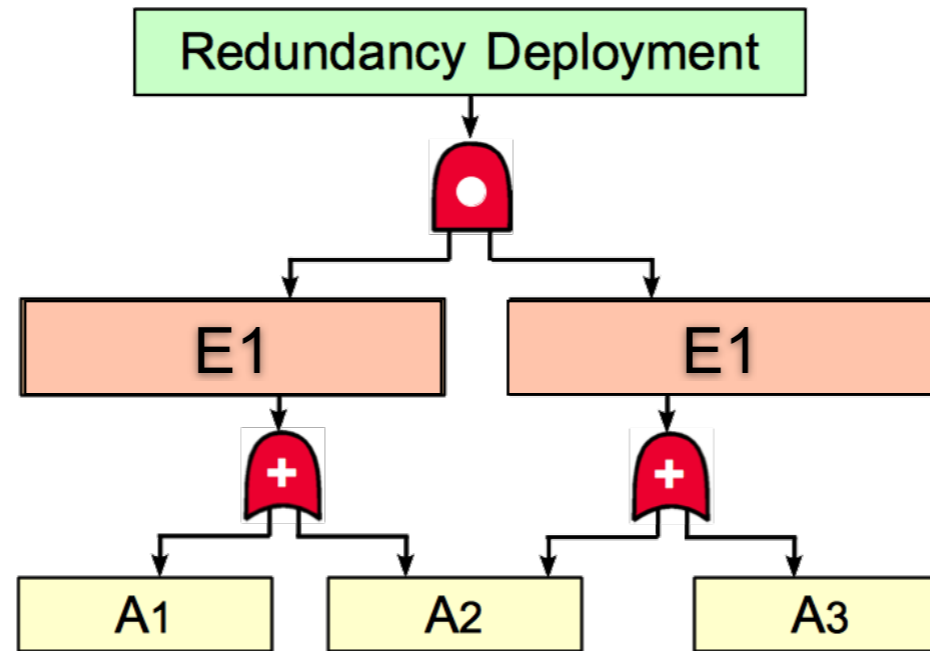 Redundancy Deployment
E1
E1
+
+
A1
A2
A3